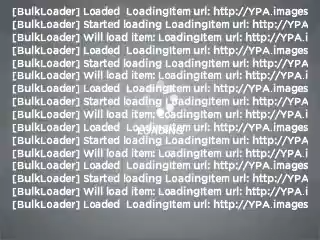 [BulkLoader] Loaded  LoadingItem url: http://YPA.images
[BulkLoader] Started loading LoadingItem url: http://YPA
[BulkLoader] Will load item: LoadingItem url: http://YPA.i
[BulkLoader] Loaded  LoadingItem url: http://YPA.images
[BulkLoader] Started loading LoadingItem url: http://YPA
[BulkLoader] Will load item: LoadingItem url: http://YPA.i
[BulkLoader] Loaded  LoadingItem url: http://YPA.images
[BulkLoader] Started loading LoadingItem url: http://YPA
[BulkLoader] Will load item: LoadingItem url: http://YPA.i
[BulkLoader] Loaded  LoadingItem url: http://YPA.images
LOADING
[BulkLoader] Started loading LoadingItem url: http://YPA
[BulkLoader] Will load item: LoadingItem url: http://YPA.i
[BulkLoader] Loaded  LoadingItem url: http://YPA.images
[BulkLoader] Started loading LoadingItem url: http://YPA
[BulkLoader] Will load item: LoadingItem url: http://YPA.i
[BulkLoader] Loaded  LoadingItem url: http://YPA.images